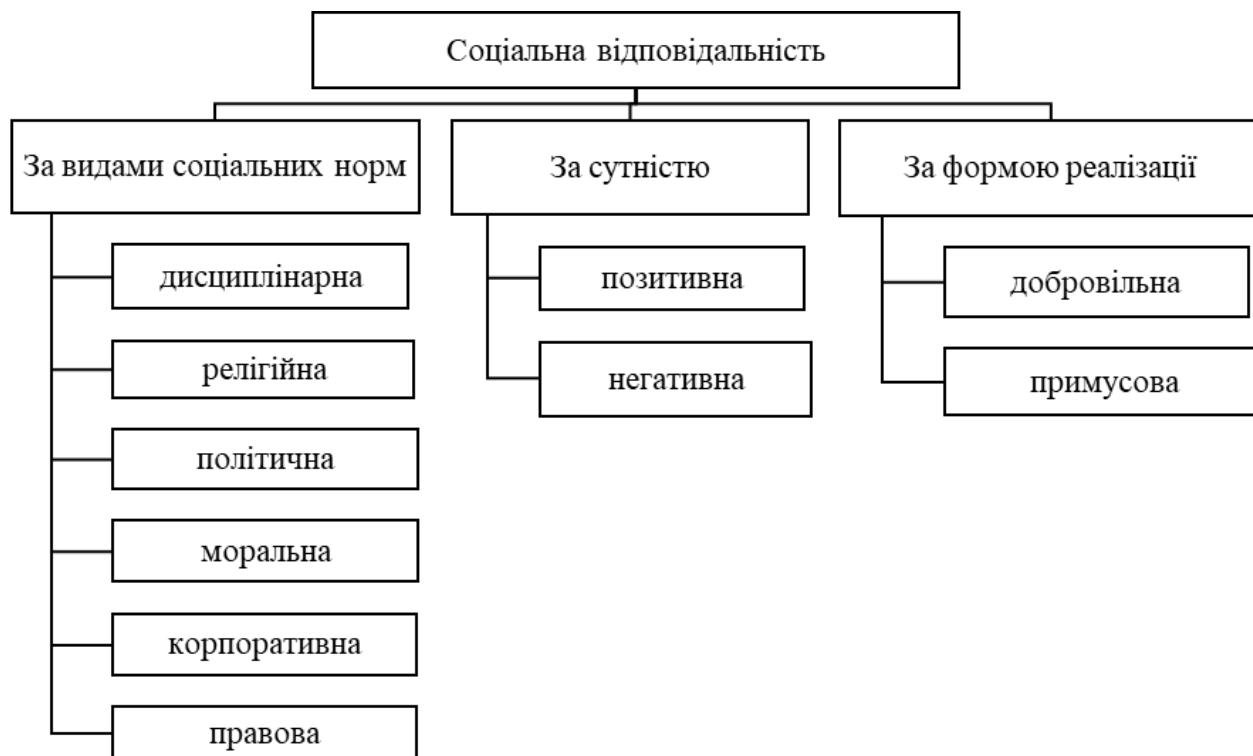 Соціальна відповідальність
За видами соціальних норм
дисциплінарна
релігійна
політична
моральна
корпоративна
правова
За сутністю
позитивна
негативна
За формою реалізації
добровільна
примусова